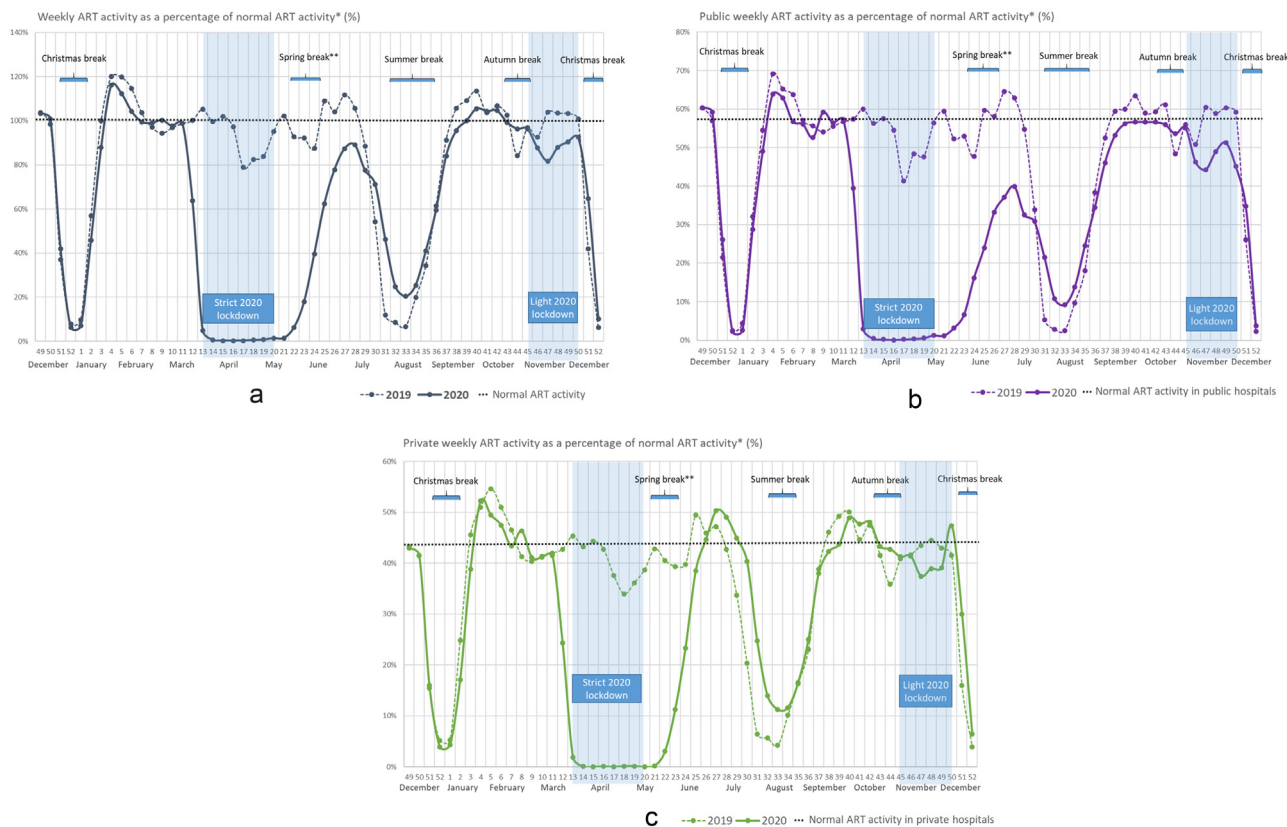 Weekly ART activity as a percentage of normal ART activity* (%)
140%
120%
100%
80%
60%
40%
20%
0%
Christmas break
Spring break**
Summer break
Autumn break
Christmas break
Strict 2020
lockdown
Light 2020
lockdown
49 50 51 52 1 2 3 4 5 6 7 8 9 10 11 12 13 14 15 16 17 18 19 20 21 22 23 24 25 26 27 28 29 30 31 32 33 34 35 36 37 38 39 40 41 42 43 44 45 46 47 48 49 50 51 52
December January February March April May June July August September October November December
2019 2020 Normal ART activity
a
Public weekly ART activity as a percentage of normal ART activity* (%)
80%
70%
60%
50%
40%
30%
20%
10%
0%
Christmas break
Spring break**
Summer break
Autumn break
Christmas break
Strict 2020
lockdown
Light 2020
lockdown
49 50 51 52 1 2 3 4 5 6 7 8 9 10 11 12 13 14 15 16 17 18 19 20 21 22 23 24 25 26 27 28 29 30 31 32 33 34 35 36 37 38 39 40 41 42 43 44 45 46 47 48 49 50 51 52
December January February March April May June July August September October November December
2019 2020 Normal ART activity in public hospitals
b
Private weekly ART activity as a percentage of normal ART activity* (%)
60%
50%
40%
30%
20%
10%
0%
Christmas break
Spring break**
Summer break
Autumn break
Christmas break
Strict 2020
lockdown
Light 2020
lockdown
49 50 51 52 1 2 3 4 5 6 7 8 9 10 11 12 13 14 15 16 17 18 19 20 21 22 23 24 25 26 27 28 29 30 31 32 33 34 35 36 37 38 39 40 41 42 43 44 45 46 47 48 49 50 51 52
December January February March April May June July August September October November December
2019 2020 Normal ART activity in private hospitals
c